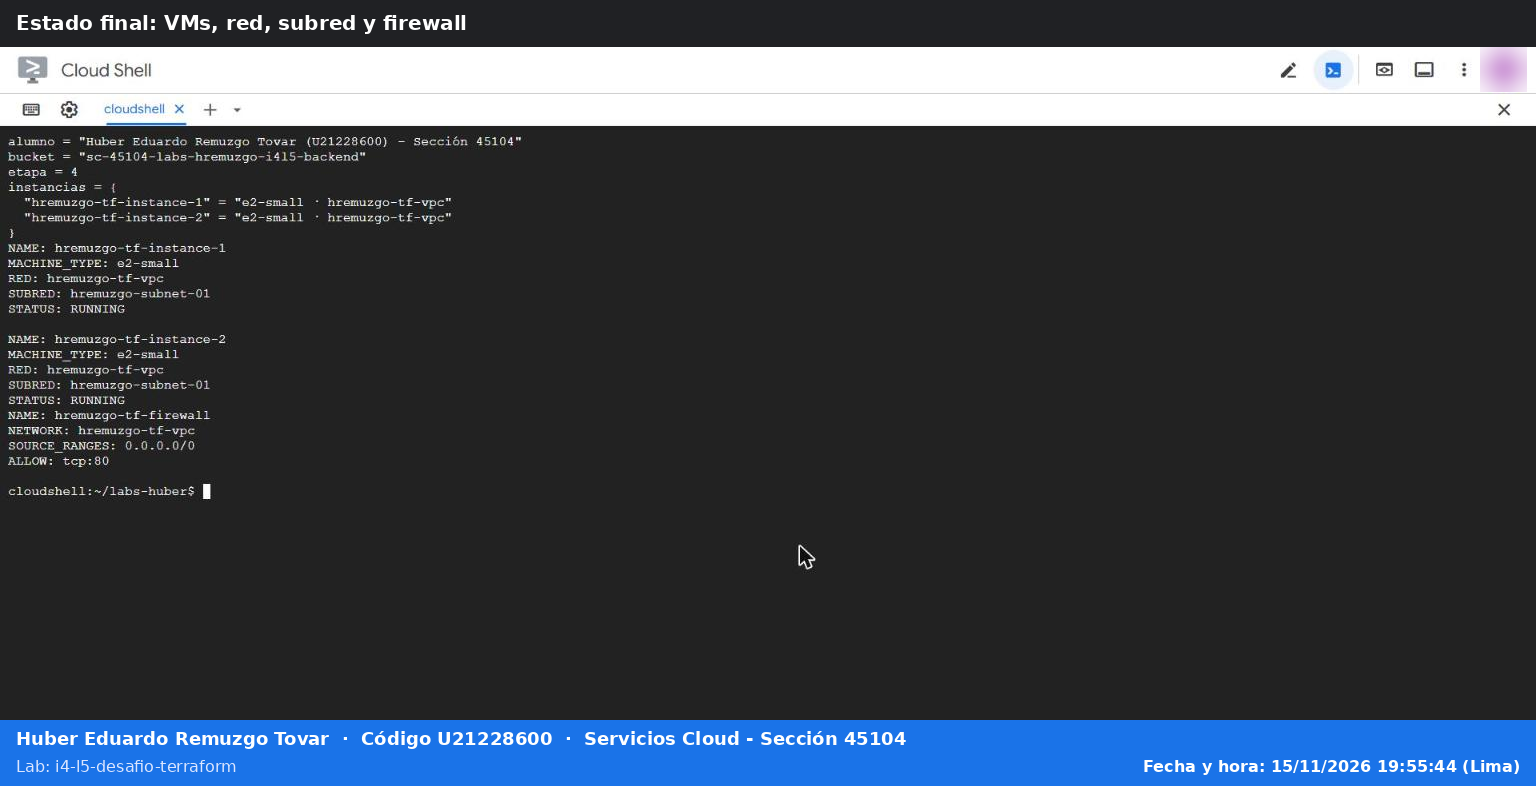 Estado final: VMs, red, subred y firewall
Cloud Shell
cloudshell
alumno = "Huber Eduardo Remuzgo Tovar (U21228600) - Sección 45104"
bucket = "sc-45104-labs-hremuzgo-i4l5-backend"
etapa = 4
instancias = {
  "hremuzgo-tf-instance-1" = "e2-small · hremuzgo-tf-vpc"
  "hremuzgo-tf-instance-2" = "e2-small · hremuzgo-tf-vpc"
}
NAME: hremuzgo-tf-instance-1
MACHINE_TYPE: e2-small
RED: hremuzgo-tf-vpc
SUBRED: hremuzgo-subnet-01
STATUS: RUNNING

NAME: hremuzgo-tf-instance-2
MACHINE_TYPE: e2-small
RED: hremuzgo-tf-vpc
SUBRED: hremuzgo-subnet-01
STATUS: RUNNING
NAME: hremuzgo-tf-firewall
NETWORK: hremuzgo-tf-vpc
SOURCE_RANGES: 0.0.0.0/0
ALLOW: tcp:80

cloudshell:~/labs-huber$
Huber Eduardo Remuzgo Tovar · Código U21228600 · Servicios Cloud - Sección 45104
Lab: i4-l5-desafio-terraform
Fecha y hora: 15/11/2026 19:55:44 (Lima)